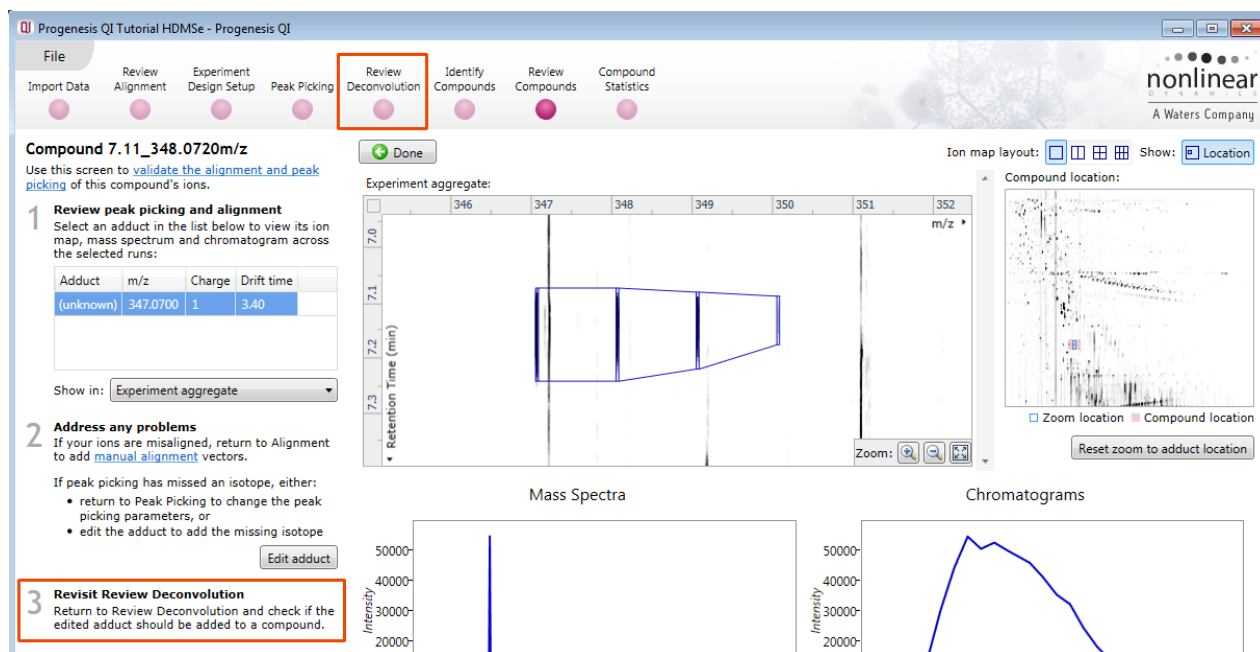 QI Progenesis QI Tutorial HDMSe - Progenesis QI
File
Import Data
Review Alignment
Experiment Design Setup
Peak Picking
Review Deconvolution
Identify Compounds
Review Compounds
Compound Statistics
nonlinear
DYNAMICS
A Waters Company
Compound 7.11_348.0720m/z
Use this screen to validate the alignment and peak
picking of this compound's ions.
1 Review peak picking and alignment
Select an adduct in the list below to view its ion
map, mass spectrum and chromatogram across
the selected runs:
Adduct m/z Charge Drift time
(unknown) 347.0700 1 3.40
Show in: Experiment aggregate
2 Address any problems
If your ions are misaligned, return to Alignment
to add manual alignment vectors.
If peak picking has missed an isotope, either:
• return to Peak Picking to change the peak
picking parameters, or
• edit the adduct to add the missing isotope
Edit adduct
3 Revisit Review Deconvolution
Return to Review Deconvolution and check if the
edited adduct should be added to a compound.
Done
Ion map layout: Show: Location
Experiment aggregate:
346 347 348 349 350 351 352
m/z
7.0
7.1
7.2
7.3
Retention Time (min)
Zoom:
Compound location:
Zoom location Compound location
Reset zoom to adduct location
Mass Spectra
50000
40000
30000
20000
Intensity
Chromatograms
50000
40000
30000
20000
Intensity